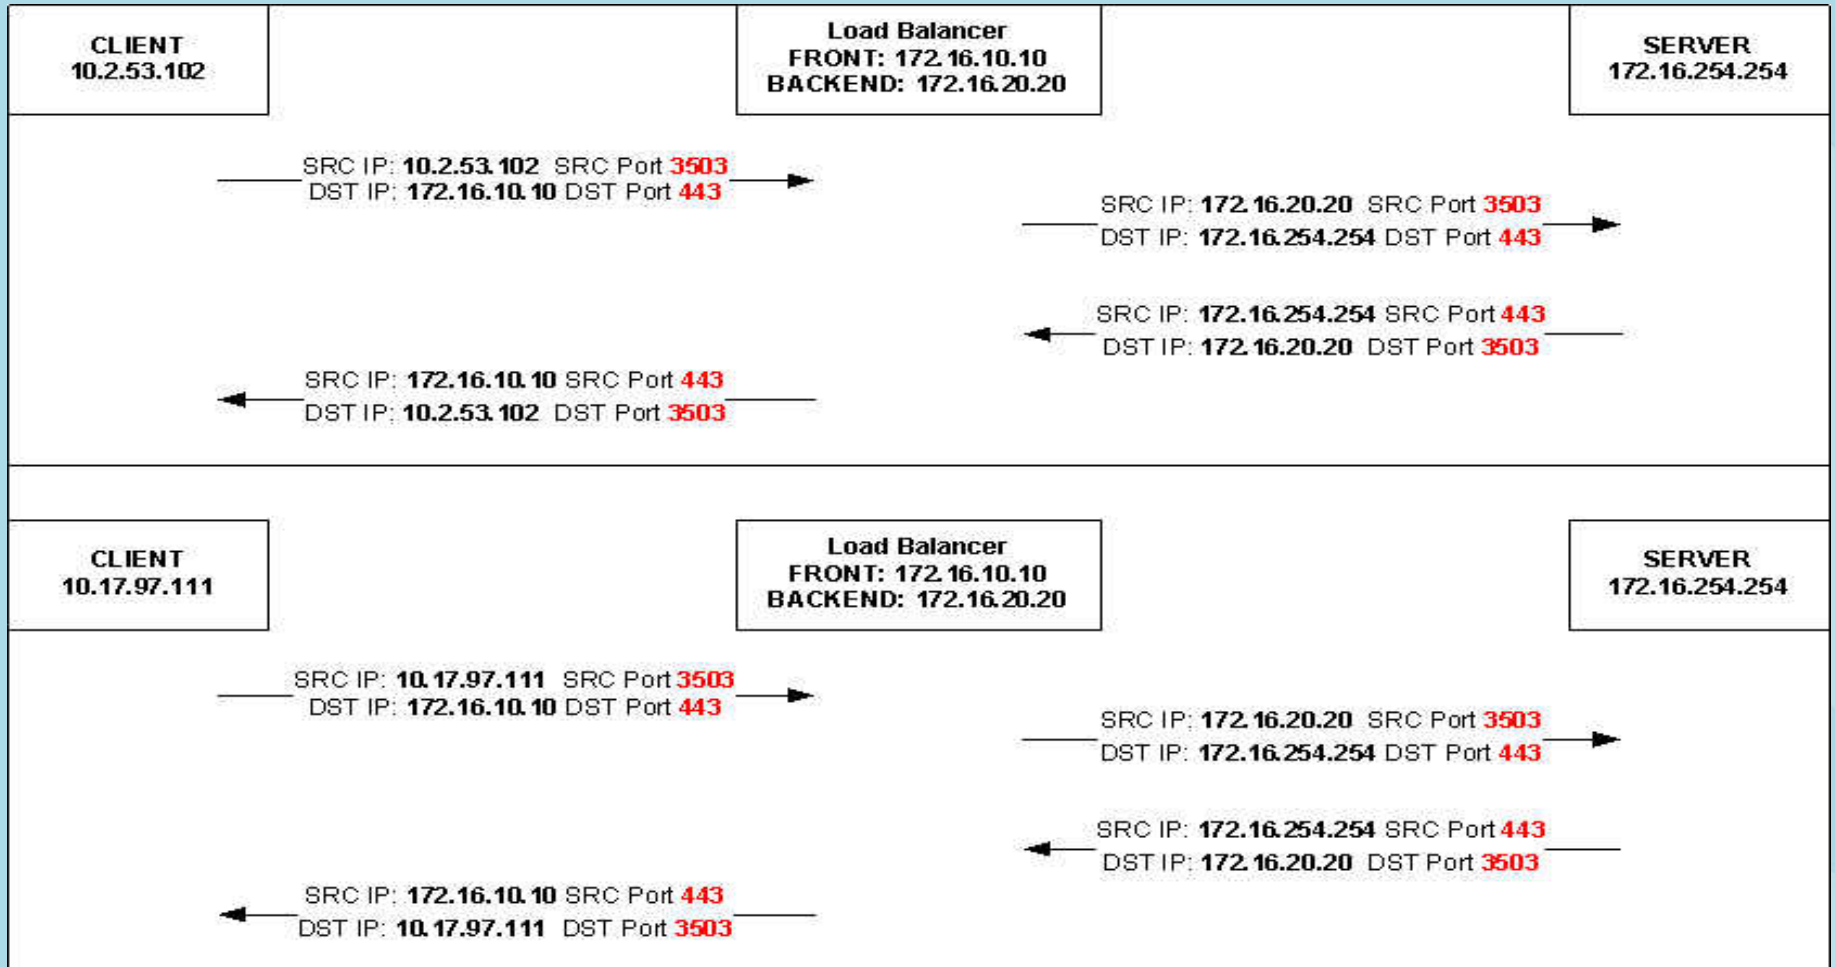 CLIENT
10.2.53.102
Load Balancer
FRONT: 172.16.10.10
BACKEND: 172.16.20.20
SERVER
172.16.254.254
SRC IP: 10.2.53.102 SRC Port 3503
DST IP: 172.16.10.10 DST Port 443
SRC IP: 172.16.20.20 SRC Port 3503
DST IP: 172.16.254.254 DST Port 443
SRC IP: 172.16.254.254 SRC Port 443
DST IP: 172.16.20.20 DST Port 3503
SRC IP: 172.16.10.10 SRC Port 443
DST IP: 10.2.53.102 DST Port 3503
CLIENT
10.17.97.111
Load Balancer
FRONT: 172.16.10.10
BACKEND: 172.16.20.20
SERVER
172.16.254.254
SRC IP: 10.17.97.111 SRC Port 3503
DST IP: 172.16.10.10 DST Port 443
SRC IP: 172.16.20.20 SRC Port 3503
DST IP: 172.16.254.254 DST Port 443
SRC IP: 172.16.254.254 SRC Port 443
DST IP: 172.16.20.20 DST Port 3503
SRC IP: 172.16.10.10 SRC Port 443
DST IP: 10.17.97.111 DST Port 3503